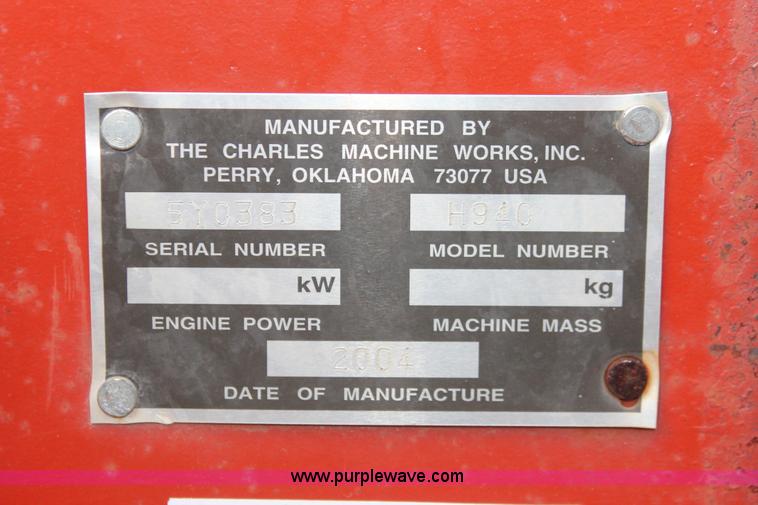 MANUFACTURED BY
THE CHARLES MACHINE WORKS, INC.
PERRY, OKLAHOMA 73077 USA
5Y0383 H940
SERIAL NUMBER MODEL NUMBER
kW kg
ENGINE POWER MACHINE MASS
2004
DATE OF MANUFACTURE
www.purplewave.com